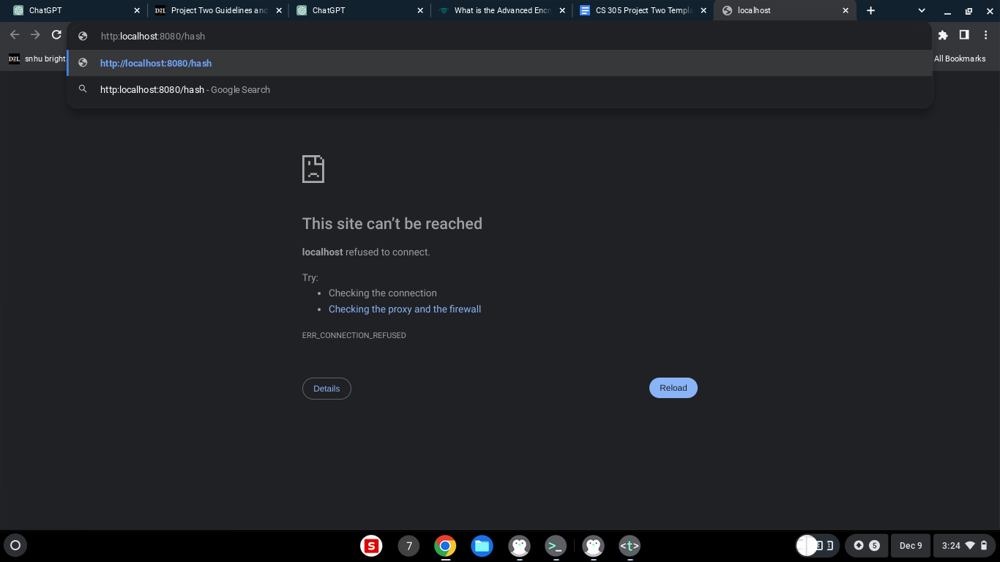 ChatGPT
D2L Project Two Guidelines and
ChatGPT
What is the Advanced Encr
CS 305 Project Two Templa
localhost
http:localhost:8080/hash
D2L snhu bright
All Bookmarks
http://localhost:8080/hash
http:localhost:8080/hash - Google Search
This site can’t be reached
localhost refused to connect.
Try:
• Checking the connection
• Checking the proxy and the firewall
ERR_CONNECTION_REFUSED
Details
Reload
S
7
>_
<t>
5
Dec 9
3:24